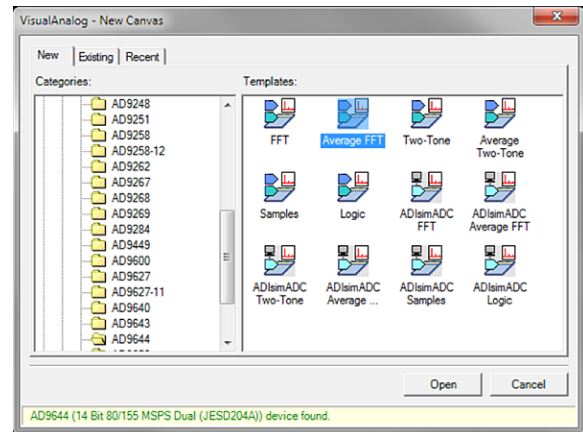 VisualAnalog - New Canvas
New
Existing
Recent
Categories:
Templates:
AD9248
AD9251
AD9258
AD9258-12
AD9262
AD9267
AD9268
AD9269
AD9284
AD9449
AD9600
AD9627
AD9627-11
AD9640
AD9643
AD9644
FFT
Average FFT
Two-Tone
Average
Two-Tone
Samples
Logic
ADIsimADC
FFT
ADIsimADC
Average FFT
ADIsimADC
Two-Tone
ADIsimADC
Average ...
ADIsimADC
Samples
ADIsimADC
Logic
Open
Cancel
AD9644 (14 Bit 80/155 MSPS Dual (JESD204A)) device found.